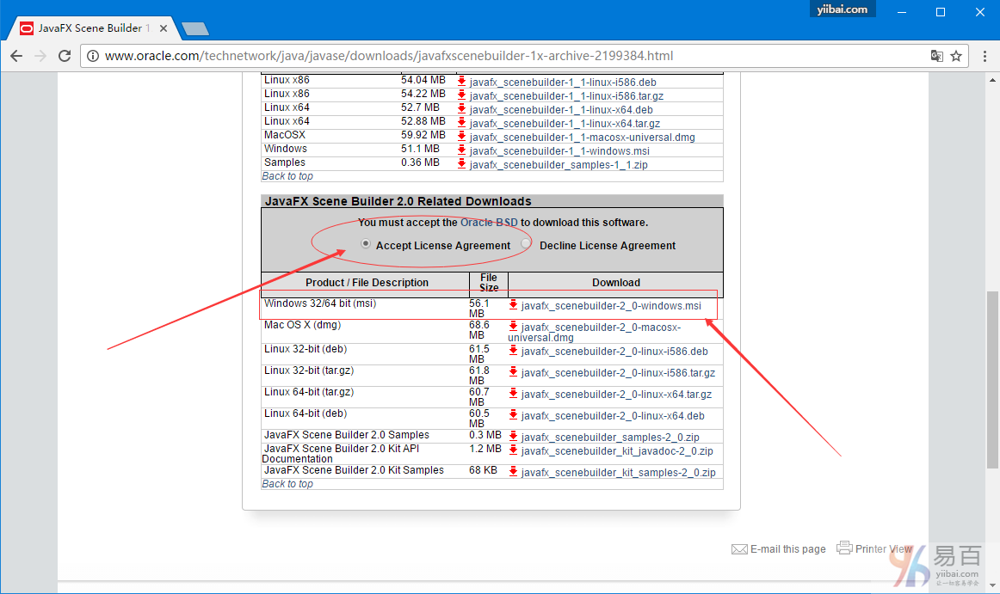 yiibai.com
JavaFX Scene Builder 1
www.oracle.com/technetwork/java/javase/downloads/javafxscenebuilder-1x-archive-2199384.html
Linux x86 54.04 MB javafx_scenebuilder-1_1-linux-i586.deb
Linux x86 54.22 MB javafx_scenebuilder-1_1-linux-i586.tar.gz
Linux x64 52.7 MB javafx_scenebuilder-1_1-linux-x64.deb
Linux x64 52.88 MB javafx_scenebuilder-1_1-linux-x64.tar.gz
MacOSX 59.92 MB javafx_scenebuilder-1_1-macosx-universal.dmg
Windows 51.1 MB javafx_scenebuilder-1_1-windows.msi
Samples 0.36 MB javafx_scenebuilder_samples-1_1.zip
Back to top
JavaFX Scene Builder 2.0 Related Downloads
You must accept the Oracle BSD to download this software.
Accept License Agreement Decline License Agreement
Product / File Description File Size Download
Windows 32/64 bit (msi) 56.1 MB javafx_scenebuilder-2_0-windows.msi
Mac OS X (dmg) 68.6 MB javafx_scenebuilder-2_0-macosx-
universal.dmg
Linux 32-bit (deb) 61.5 MB javafx_scenebuilder-2_0-linux-i586.deb
Linux 32-bit (tar.gz) 61.8 MB javafx_scenebuilder-2_0-linux-i586.tar.gz
Linux 64-bit (tar.gz) 60.7 MB javafx_scenebuilder-2_0-linux-x64.tar.gz
Linux 64-bit (deb) 60.5 MB javafx_scenebuilder-2_0-linux-x64.deb
JavaFX Scene Builder 2.0 Samples 0.3 MB javafx_scenebuilder_samples-2_0.zip
JavaFX Scene Builder 2.0 Kit API 1.2 MB javafx_scenebuilder_kit_javadoc-2_0.zip
Documentation
JavaFX Scene Builder 2.0 Kit Samples 68 KB javafx_scenebuilder_kit_samples-2_0.zip
Back to top
E-mail this page Printer View
易百
yiibai.com
让一切容易学会